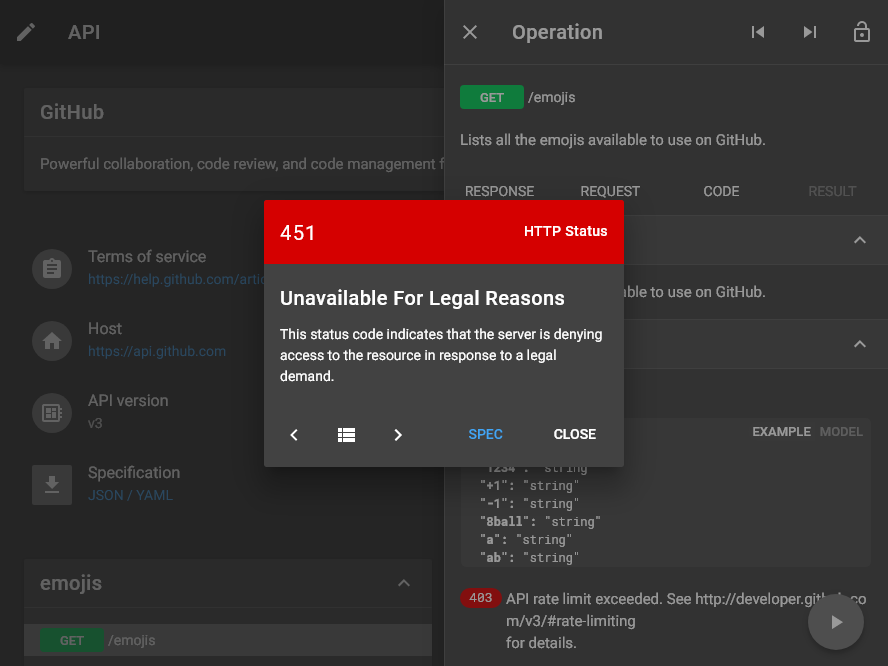 API
GitHub
Powerful collaboration, code review, and code management f
Terms of service
https://help.github.com/artic
Host
https://api.github.com
API version
v3
Specification
JSON / YAML
emojis
GET /emojis
Operation
GET /emojis
Lists all the emojis available to use on GitHub.
RESPONSE REQUEST CODE RESULT
to use on GitHub.
451 HTTP Status
Unavailable For Legal Reasons
This status code indicates that the server is denying
access to the resource in response to a legal
demand.
SPEC CLOSE
EXAMPLE MODEL
"1234": "string"
"+1": "string"
"-1": "string"
"8ball": "string"
"a": "string"
"ab": "string"
403 API rate limit exceeded. See http://developer.github.co
m/v3/#rate-limiting
for details.